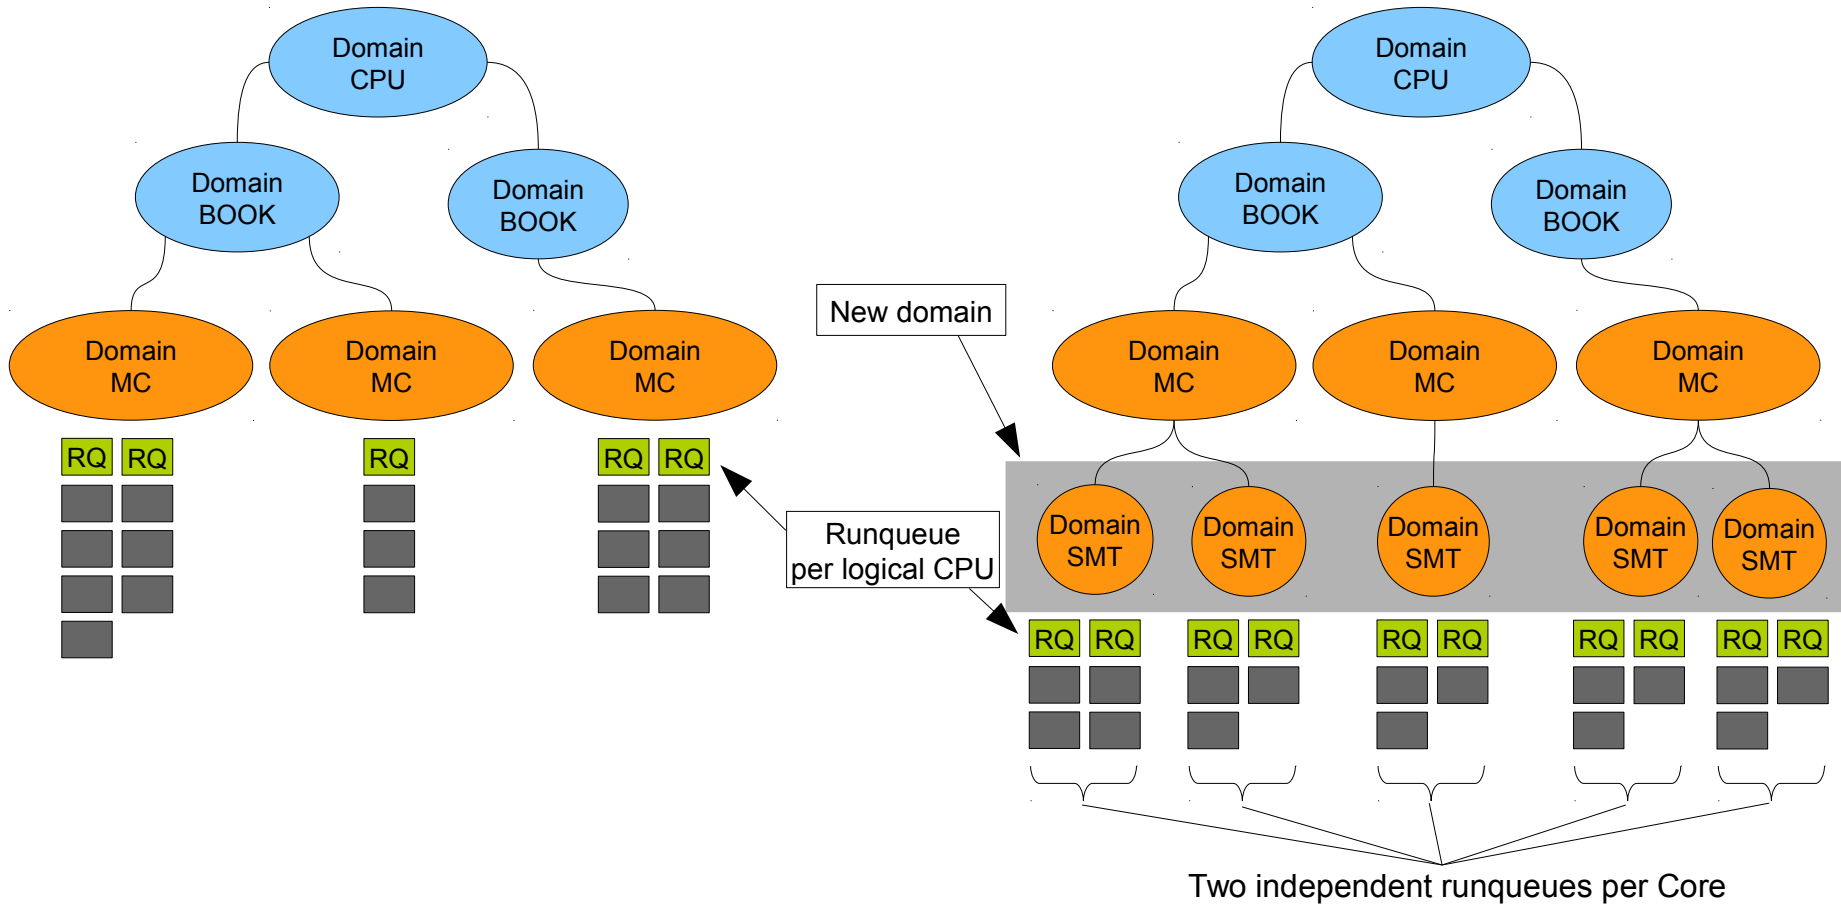 Domain
CPU
Domain
BOOK
Domain
BOOK
Domain
MC
Domain
MC
Domain
MC
RQ RQ
RQ
RQ RQ
Domain
CPU
Domain
BOOK
Domain
BOOK
New domain
Domain
MC
Domain
MC
Domain
MC
Runqueue
per logical CPU
Domain
SMT
Domain
SMT
Domain
SMT
Domain
SMT
Domain
SMT
RQ RQ
RQ RQ
RQ RQ
RQ RQ
RQ RQ
Two independent runqueues per Core